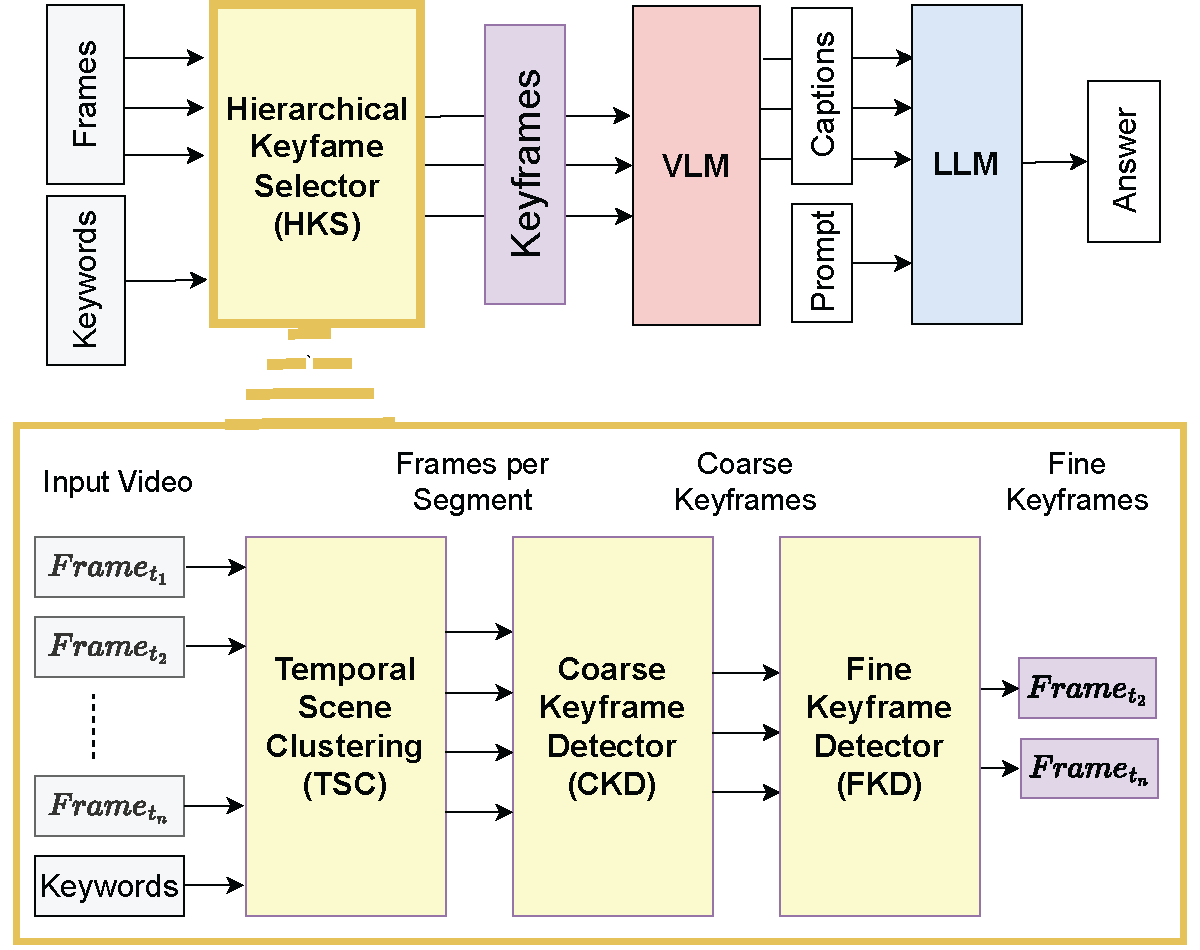 Frames
Keywords
Hierarchical
Keyfame
Selector
(HKS)
Keyframes
VLM
Captions
Prompt
LLM
Answer
Input Video
Frames per
Segment
Coarse
Keyframes
Fine
Keyframes
Frame_{t_1}
Frame_{t_2}
Frame_{t_n}
Keywords
Temporal
Scene
Clustering
(TSC)
Coarse
Keyframe
Detector
(CKD)
Fine
Keyframe
Detector
(FKD)
Frame_{t_2}
Frame_{t_n}